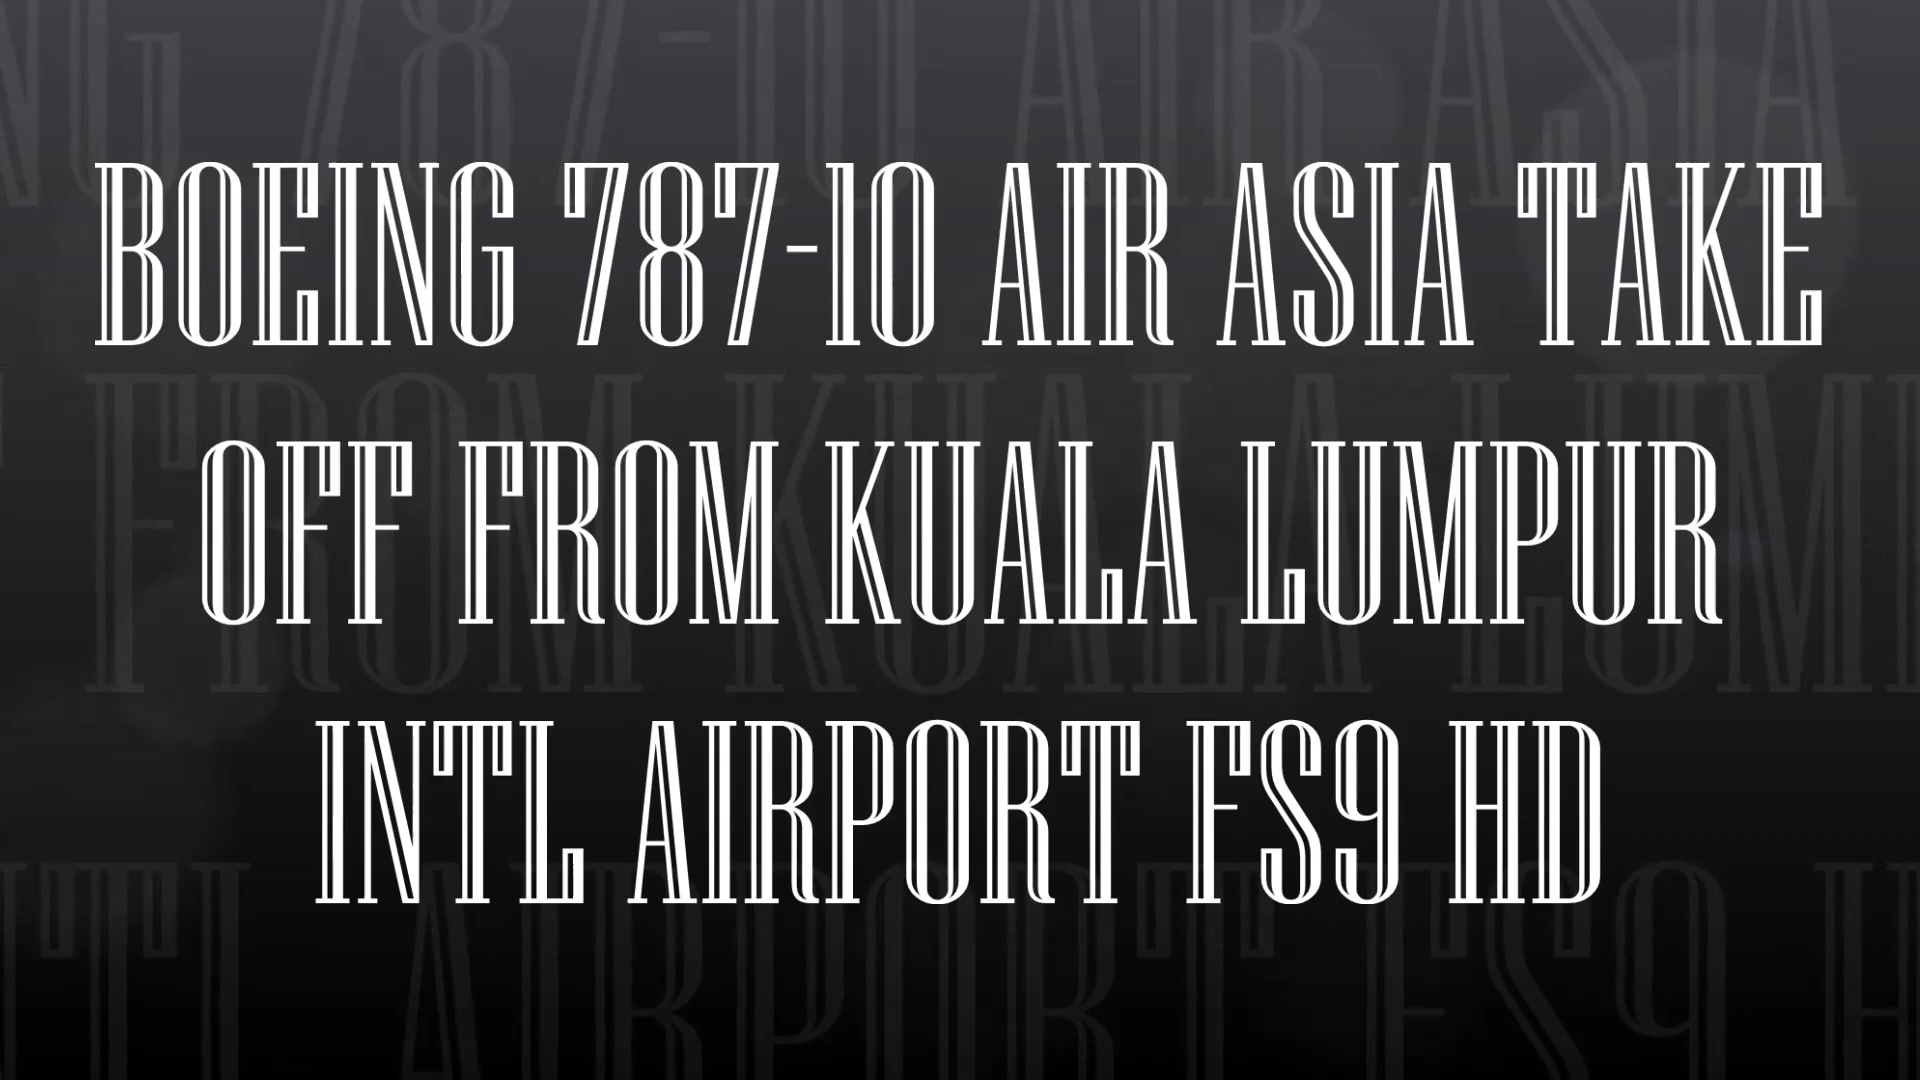 BOEING 787-10 AIR ASIA TAKE
OFF FROM KUALA LUMPUR
INTL AIRPORT FS9 HD